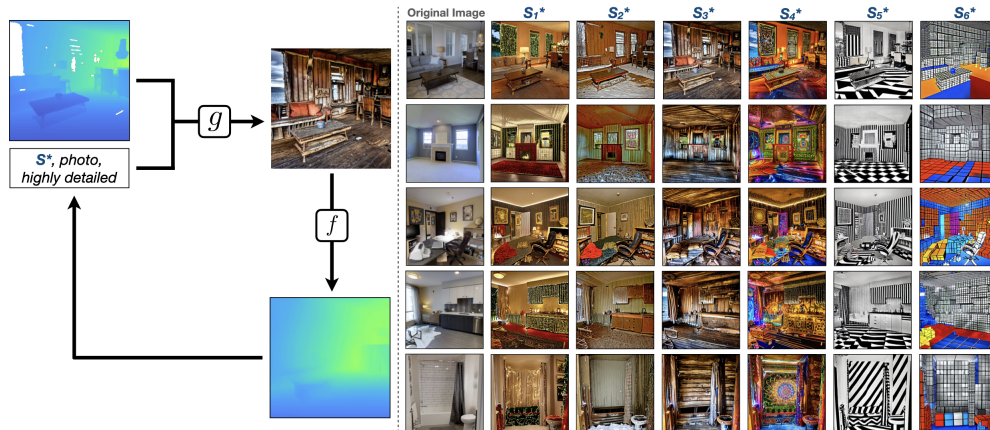 g
S*, photo,
highly detailed
f
Original Image S₁* S₂* S₃* S₄* S₅* S₆*